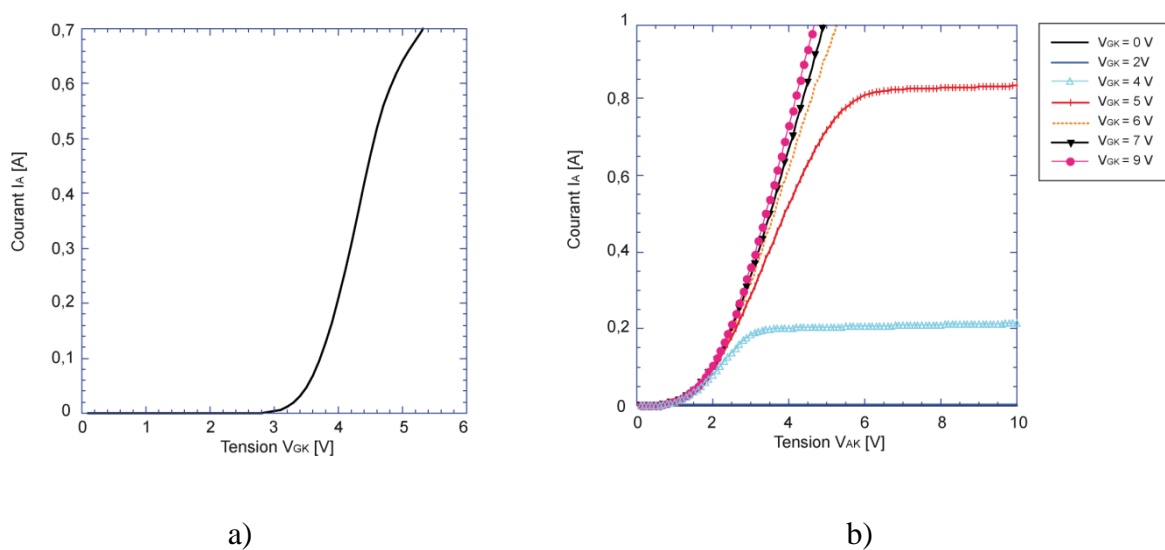 0,7
0,6
0,5
0,4
0,3
0,2
0,1
0
Courant IA [A]
0 1 2 3 4 5 6
Tension VGK [V]
a)
1
0,8
0,6
0,4
0,2
0
Courant IA [A]
0 2 4 6 8 10
Tension VAK [V]
b)
VGK = 0 V
VGK = 2V
VGK = 4 V
VGK = 5 V
VGK = 6 V
VGK = 7 V
VGK = 9 V